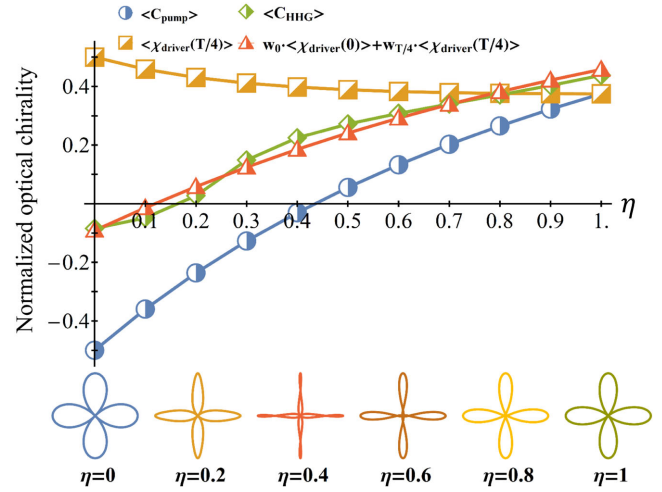 <C_pump> <C_HHG>
<χ_driver(T/4)> w_0·<χ_driver(0)>+w_T/4·<χ_driver(T/4)>
Normalized optical chirality
0.4
0.2
-0.2
-0.4
0.1 0.2 0.3 0.4 0.5 0.6 0.7 0.8 0.9 1. η
η=0 η=0.2 η=0.4 η=0.6 η=0.8 η=1